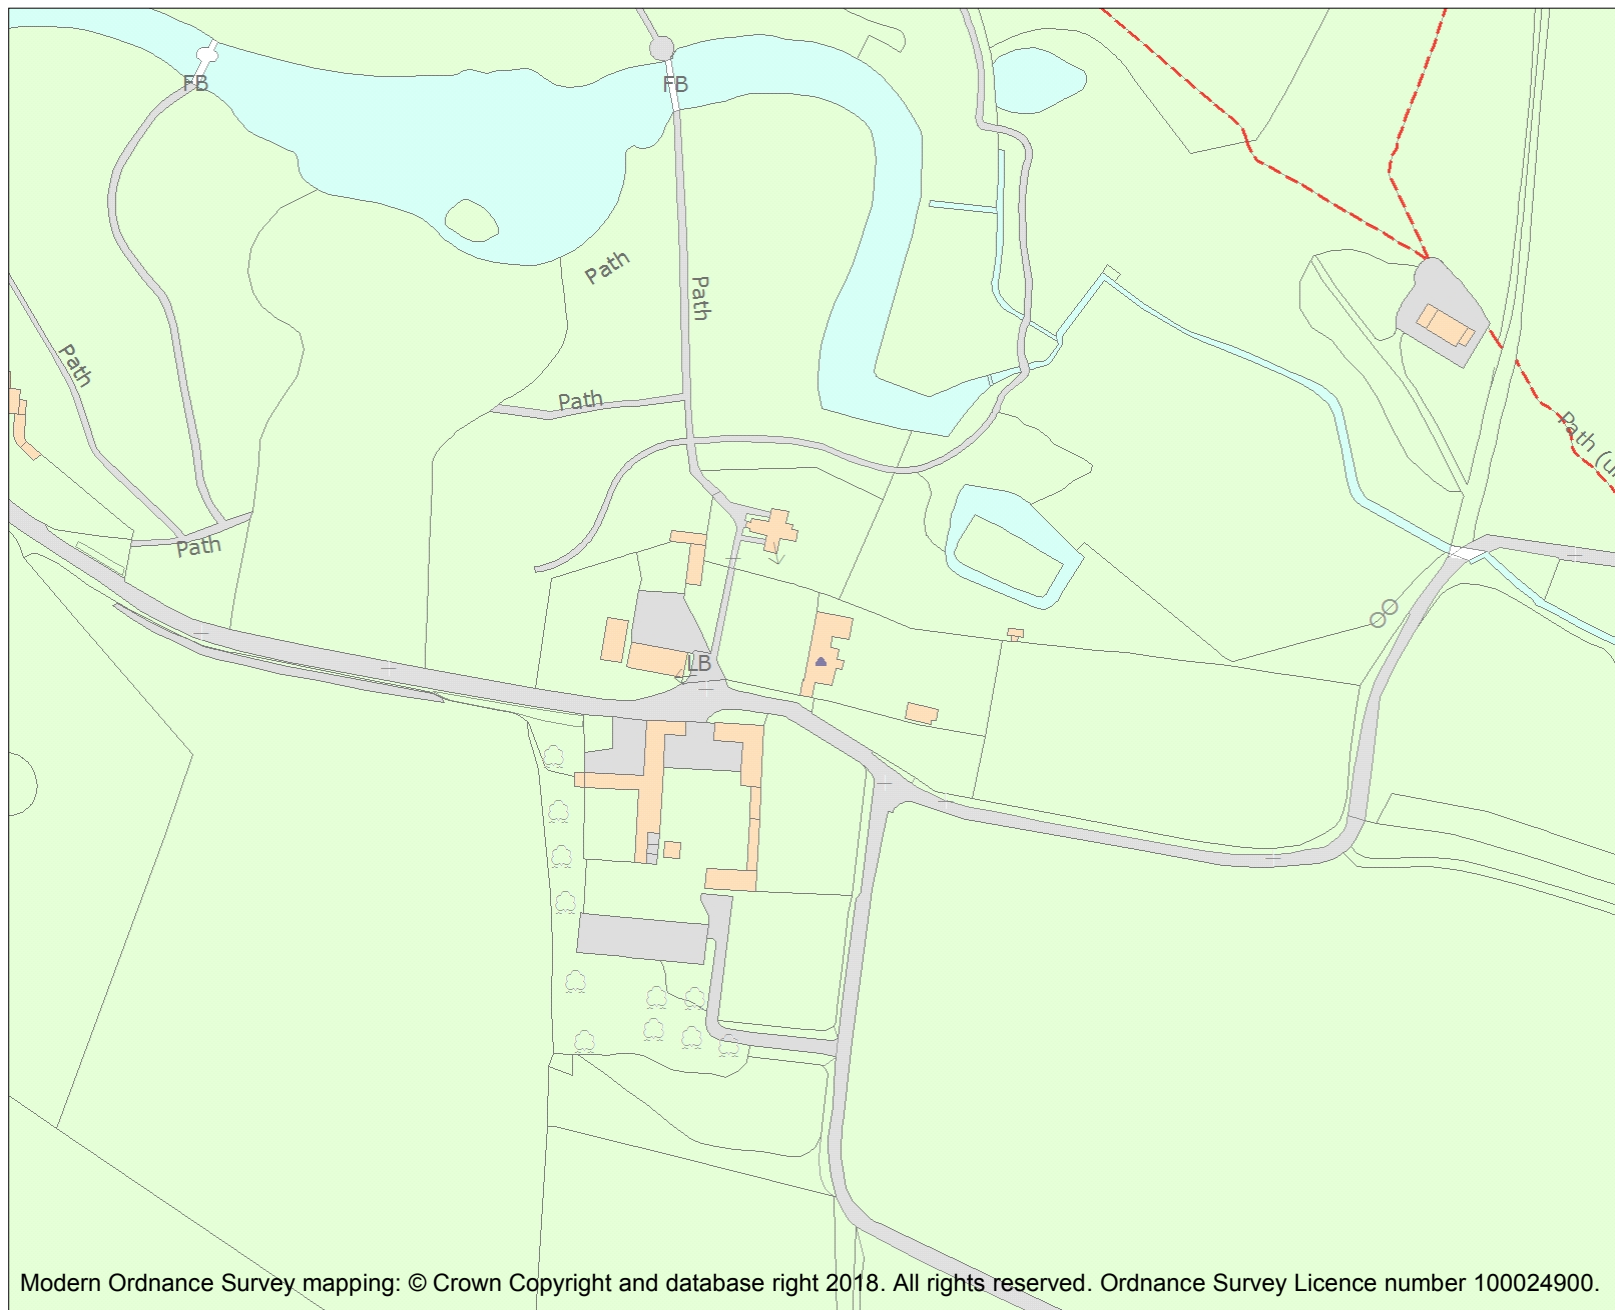 FB
FB
Path
Path
Path
Path
Path (u
Path
LB
Modern Ordnance Survey mapping: © Crown Copyright and database right 2018. All rights reserved. Ordnance Survey Licence number 100024900.